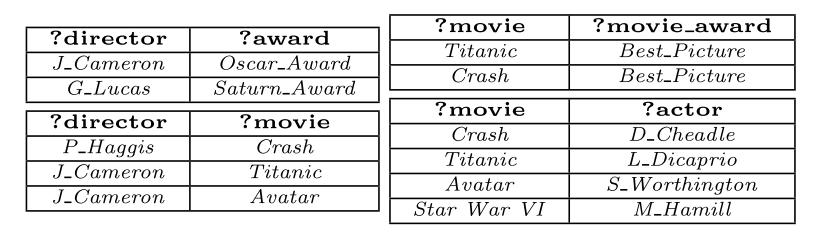 ?director ?award
J_Cameron Oscar_Award
G_Lucas Saturn_Award
?director ?movie
P_Haggis Crash
J_Cameron Titanic
J_Cameron Avatar
?movie ?movie_award
Titanic Best_Picture
Crash Best_Picture
?movie ?actor
Crash D_Cheadle
Titanic L_Dicaprio
Avatar S_Worthington
Star War VI M_Hamill